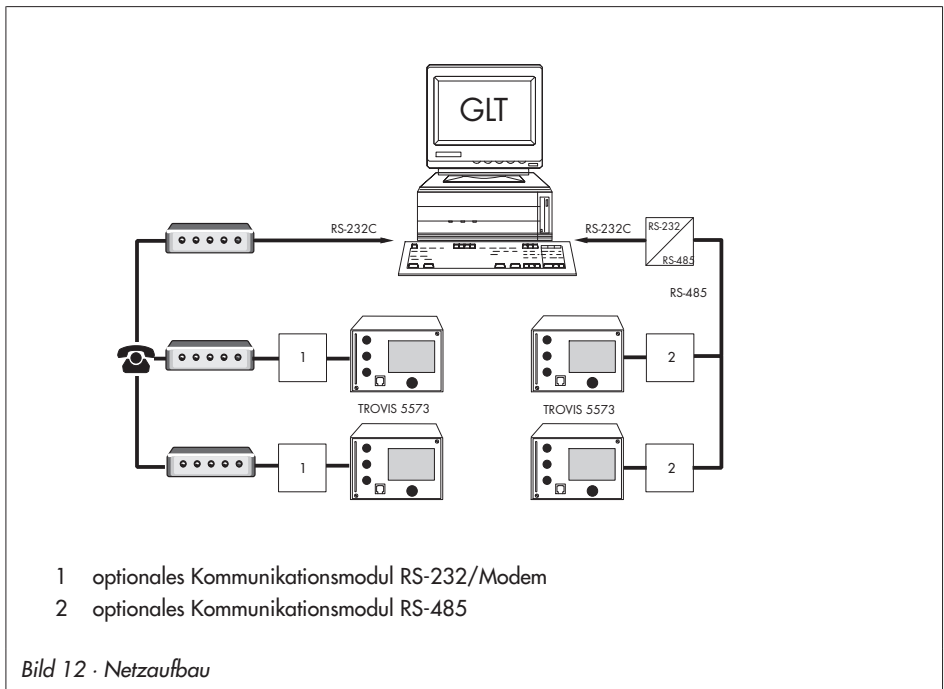 GLT
RS-232C
RS-232C
RS-232
RS-485
RS-485
1
2
TROVIS 5573
TROVIS 5573
1
2
1 optionales Kommunikationsmodul RS-232/Modem
2 optionales Kommunikationsmodul RS-485
Bild 12 · Netzaufbau